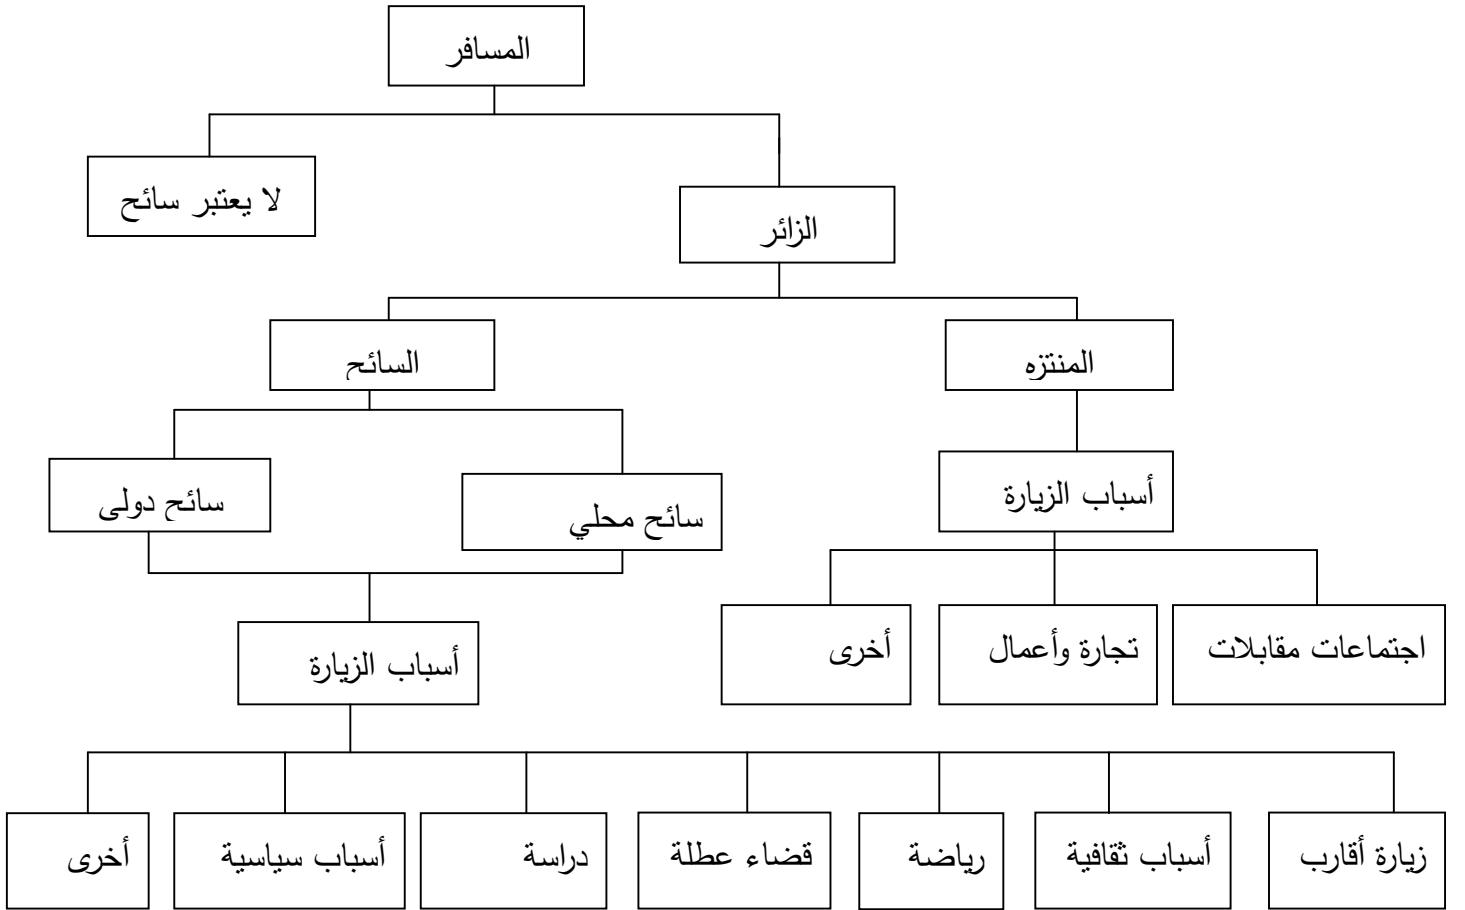 المسافر
لا يعتبر سائح
الزائر
المنتزه
السائح
أسباب الزيارة
سائح محلي
سائح دولى
اجتماعات مقابلات
تجارة وأعمال
أخرى
أسباب الزيارة
زيارة أقارب
أسباب ثقافية
رياضة
قضاء عطلة
دراسة
أسباب سياسية
أخرى